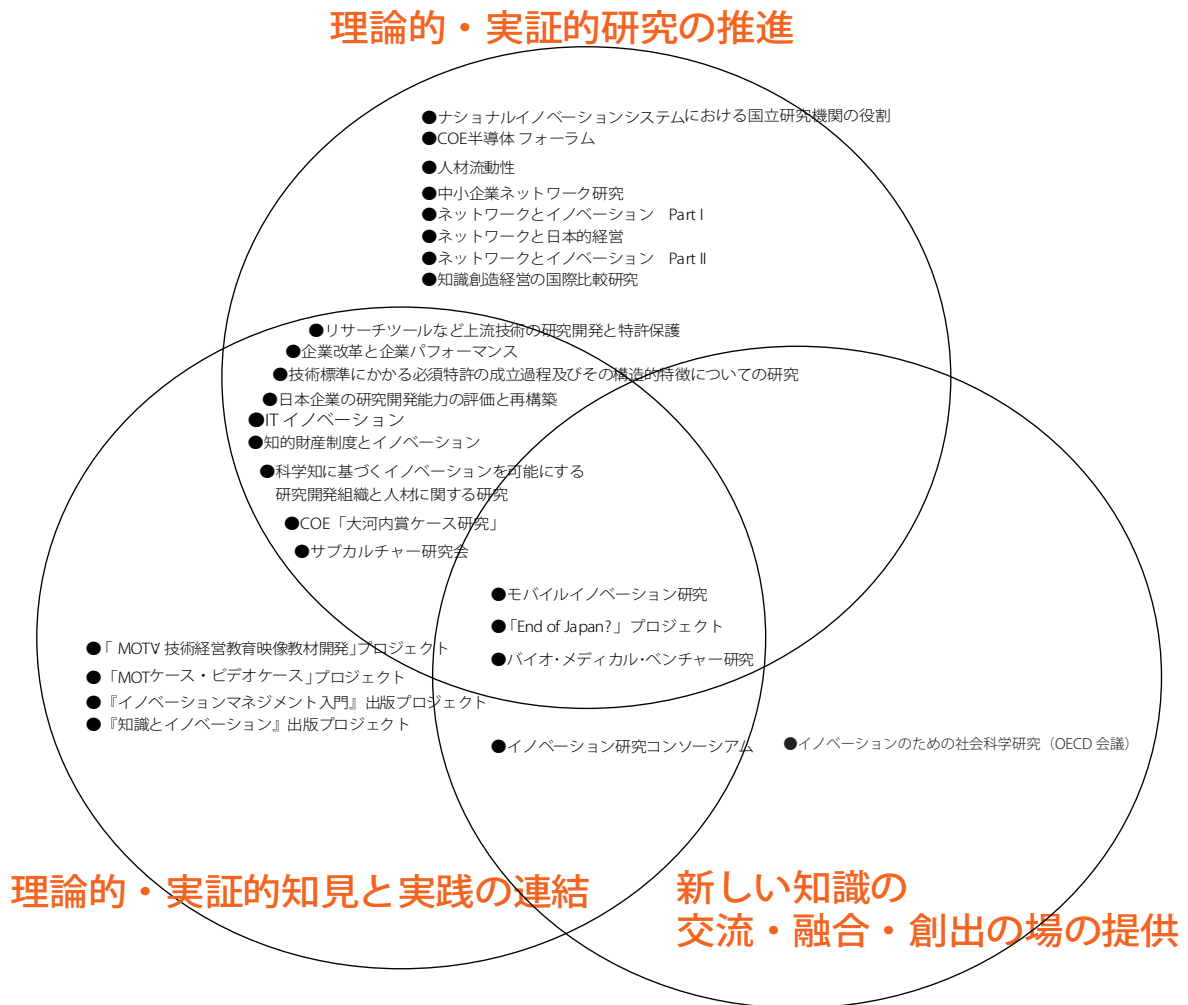 理論的・実証的研究の推進
●ナショナルイノベーションシステムにおける国立研究機関の役割
●COE半導体 フォーラム
●人材流動性
●中小企業ネットワーク研究
●ネットワークとイノベーション　Part I
●ネットワークと日本的経営
●ネットワークとイノベーション　Part II
●知識創造経営の国際比較研究
●リサーチツールなど上流技術の研究開発と特許保護
●企業改革と企業パフォーマンス
●技術標準にかかる必須特許の成立過程及びその構造的特徴についての研究
●日本企業の研究開発能力の評価と再構築
●IT イノベーション
●知的財産制度とイノベーション
●科学知に基づくイノベーションを可能にする
研究開発組織と人材に関する研究
●COE「大河内賞ケース研究」
●サブカルチャー研究会
●モバイルイノベーション研究
●「End of Japan?」プロジェクト
●バイオ・メディカル・ベンチャー研究
●「 MOTV 技術経営教育映像教材開発」プロジェクト
●「MOTケース・ビデオケース」プロジェクト
●『イノベーションマネジメント入門』出版プロジェクト
●『知識とイノベーション』出版プロジェクト
●イノベーション研究コンソーシアム
●イノベーションのための社会科学研究（OECD 会議）
理論的・実証的知見と実践の連結
新しい知識の
交流・融合・創出の場の提供